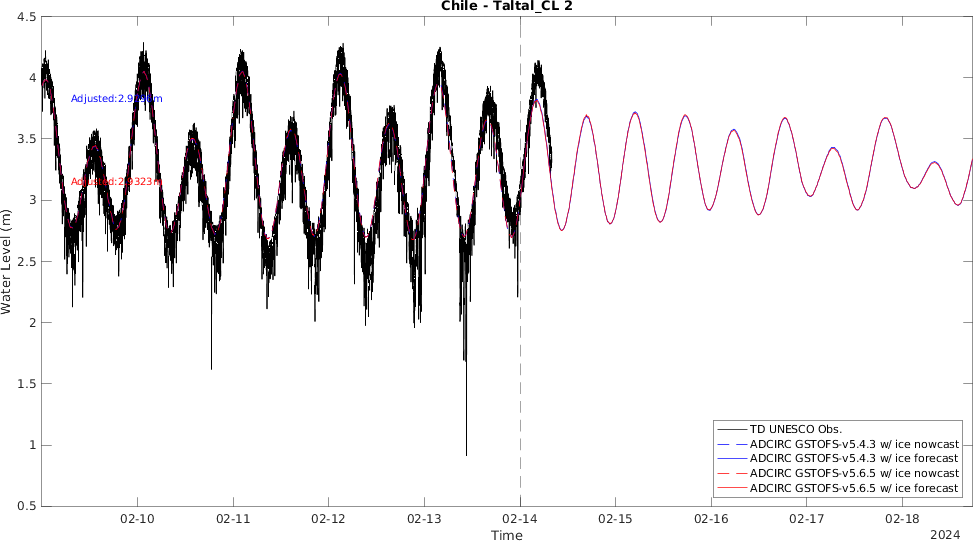 Chile - Taltal_CL 2
4.5
4
3.5
3
2.5
2
1.5
1
0.5
Water Level (m)
02-10
02-11
02-12
02-13
02-14
02-15
02-16
02-17
02-18
Time
2024
TD UNESCO Obs.
ADCIRC GSTOFS-v5.4.3 w/ ice nowcast
ADCIRC GSTOFS-v5.4.3 w/ ice forecast
ADCIRC GSTOFS-v5.6.5 w/ ice nowcast
ADCIRC GSTOFS-v5.6.5 w/ ice forecast